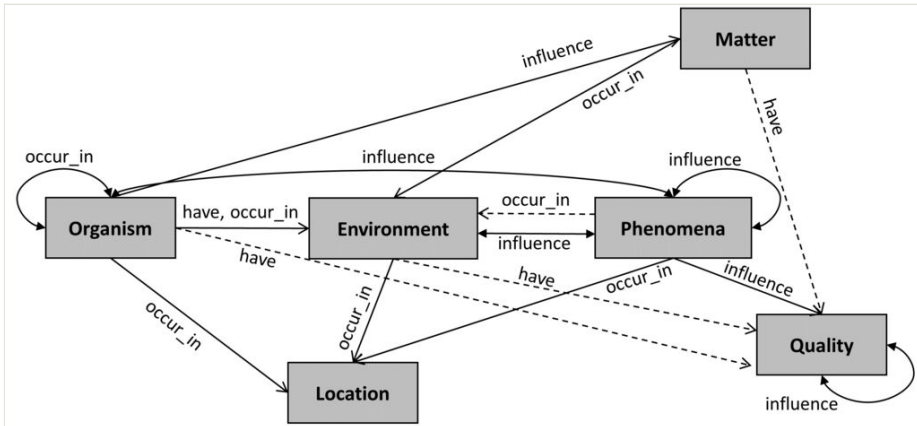 Matter
influence
occur_in
have
occur_in
influence
influence
Organism
have, occur_in
Environment
occur_in
Phenomena
influence
have
have
occur_in
influence
occur_in
occur_in
Quality
Location
influence